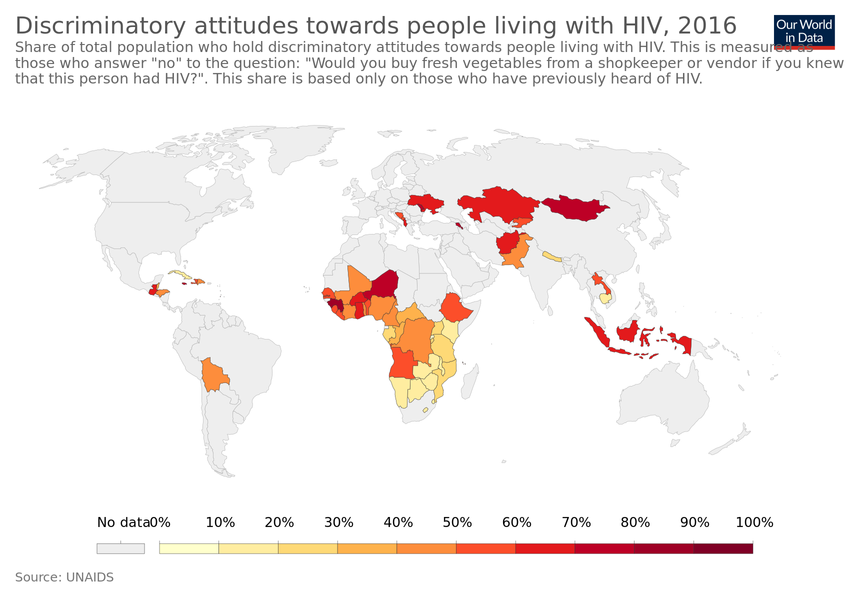 Discriminatory attitudes towards people living with HIV, 2016
Our World
in Data
Share of total population who hold discriminatory attitudes towards people living with HIV. This is measured as
those who answer "no" to the question: "Would you buy fresh vegetables from a shopkeeper or vendor if you knew
that this person had HIV?". This share is based only on those who have previously heard of HIV.
No data 0% 10% 20% 30% 40% 50% 60% 70% 80% 90% 100%
Source: UNAIDS